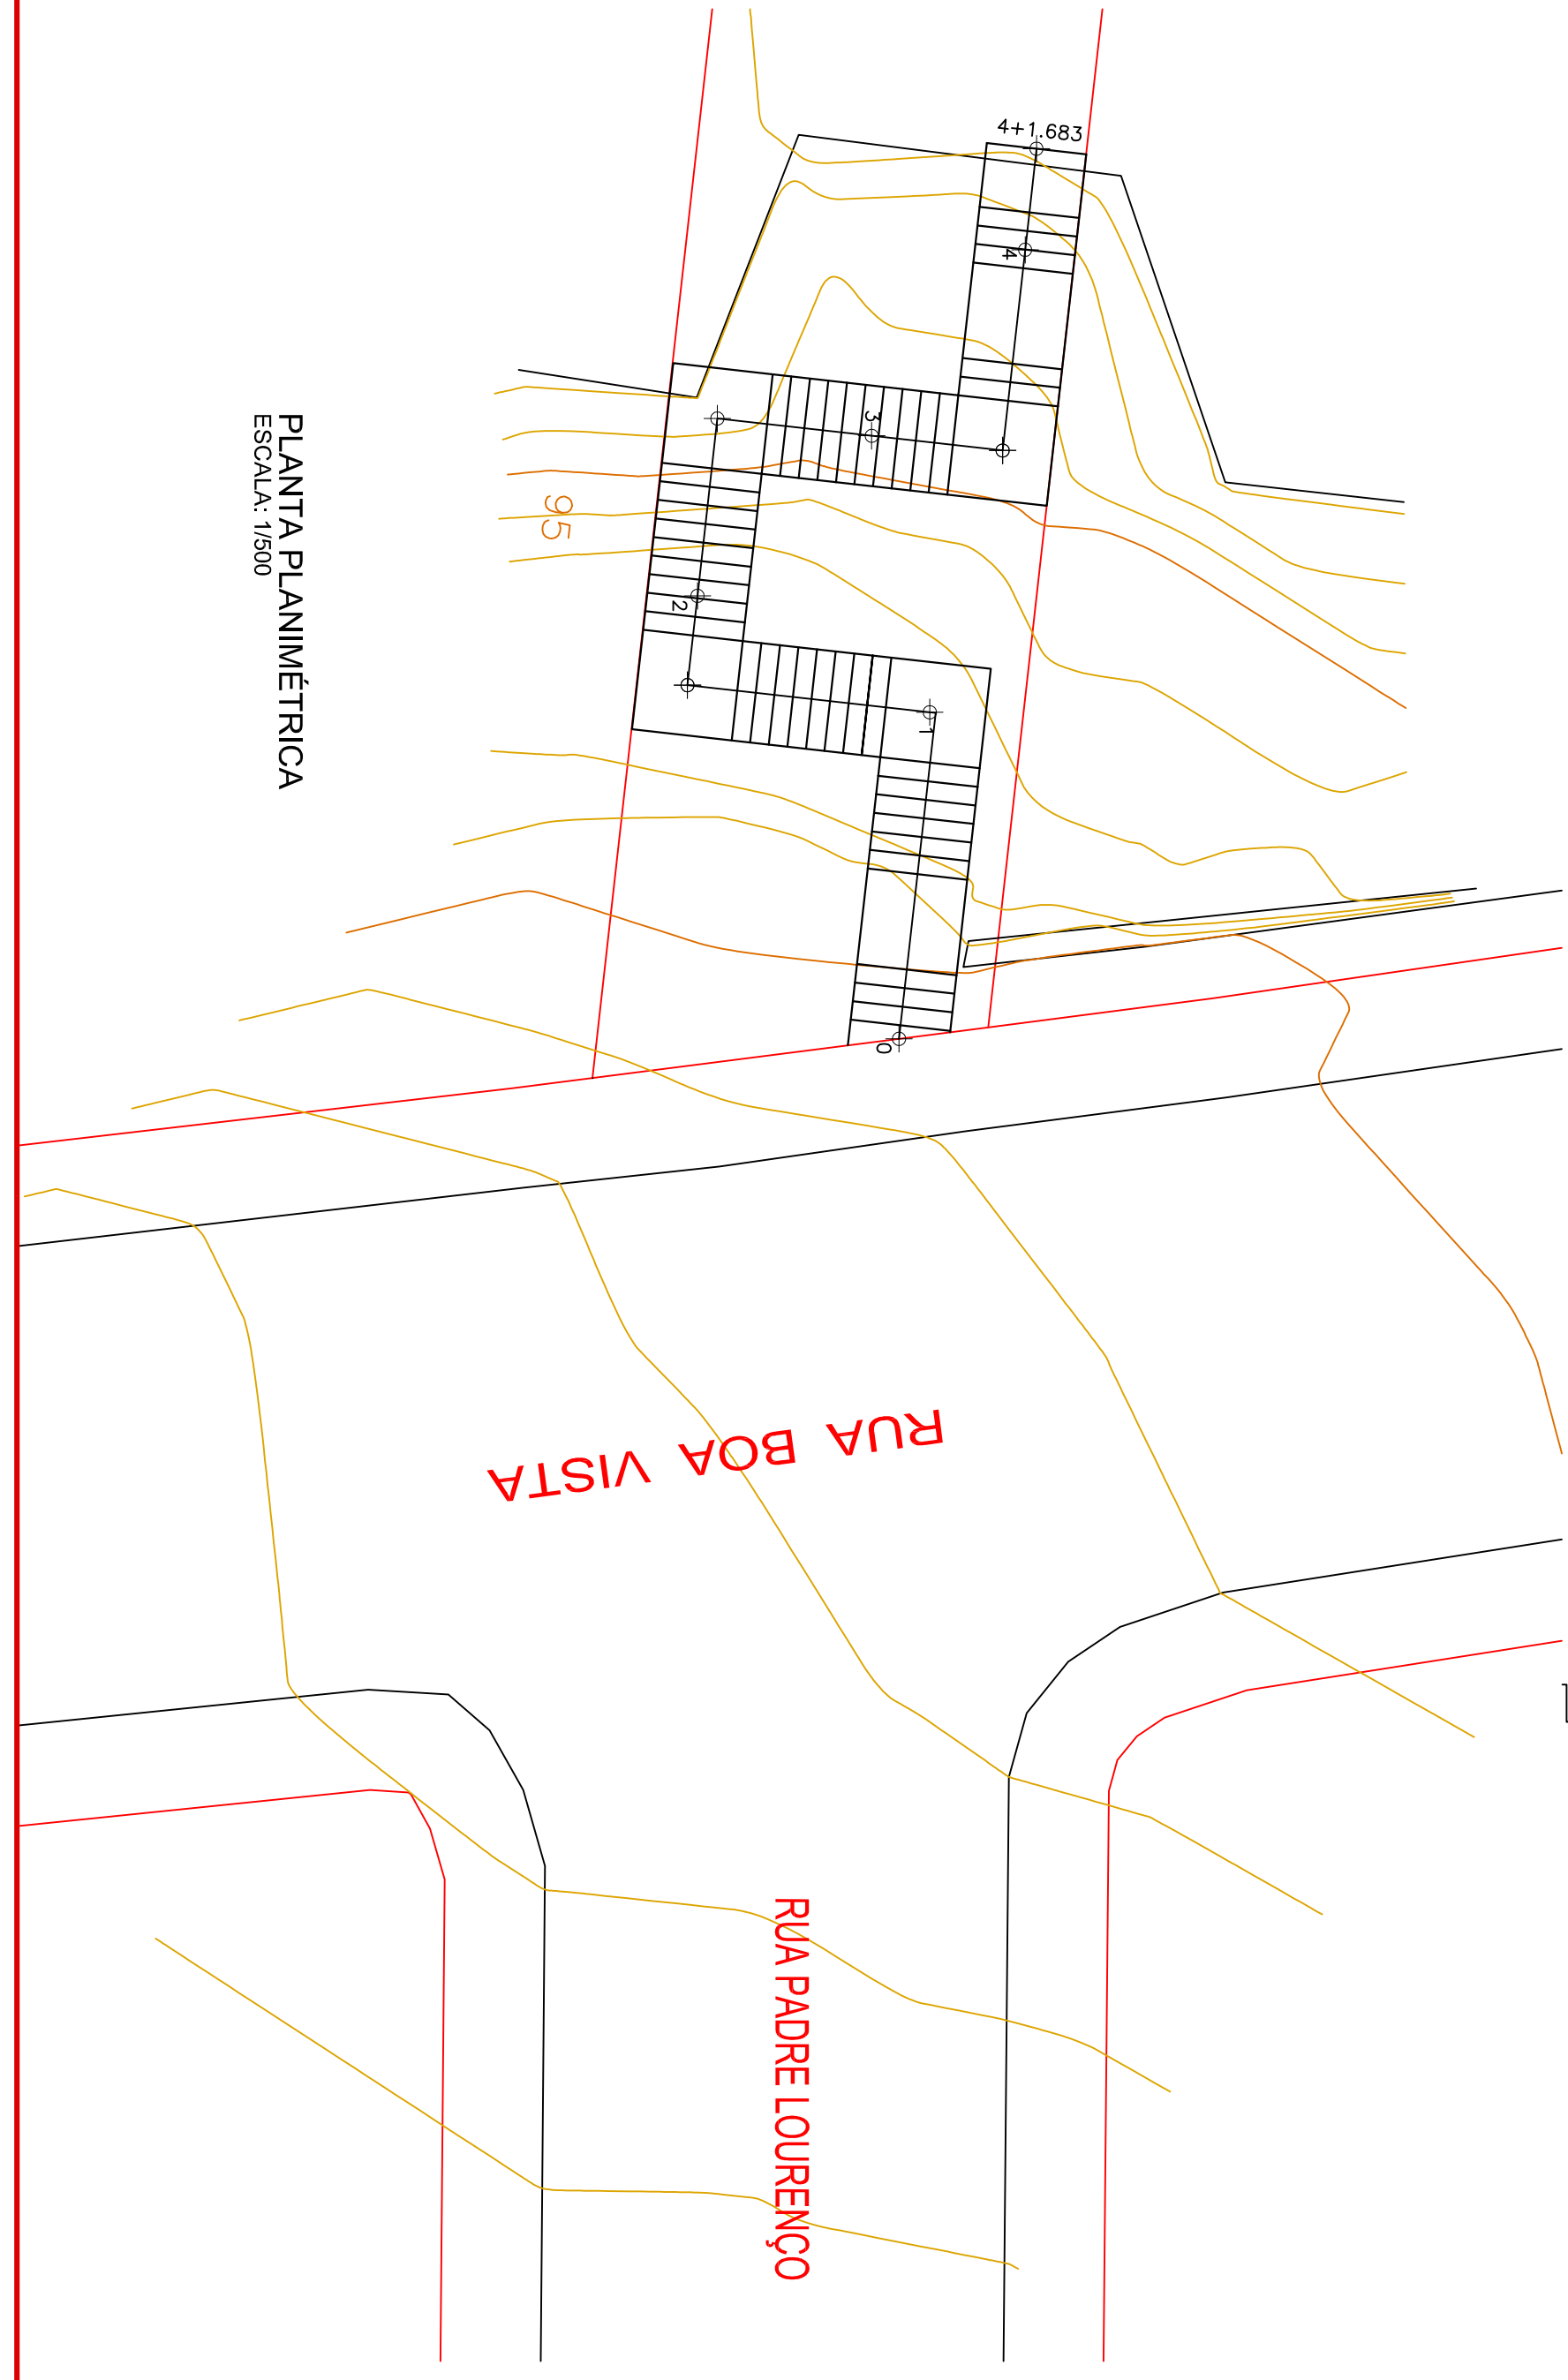 4+1.683
4
3
95
2
1
0
PLANTA PLANIMÉTRICA
ESCALA: 1/500
RUA BOA VISTA
RUA PADRE LOURENÇO